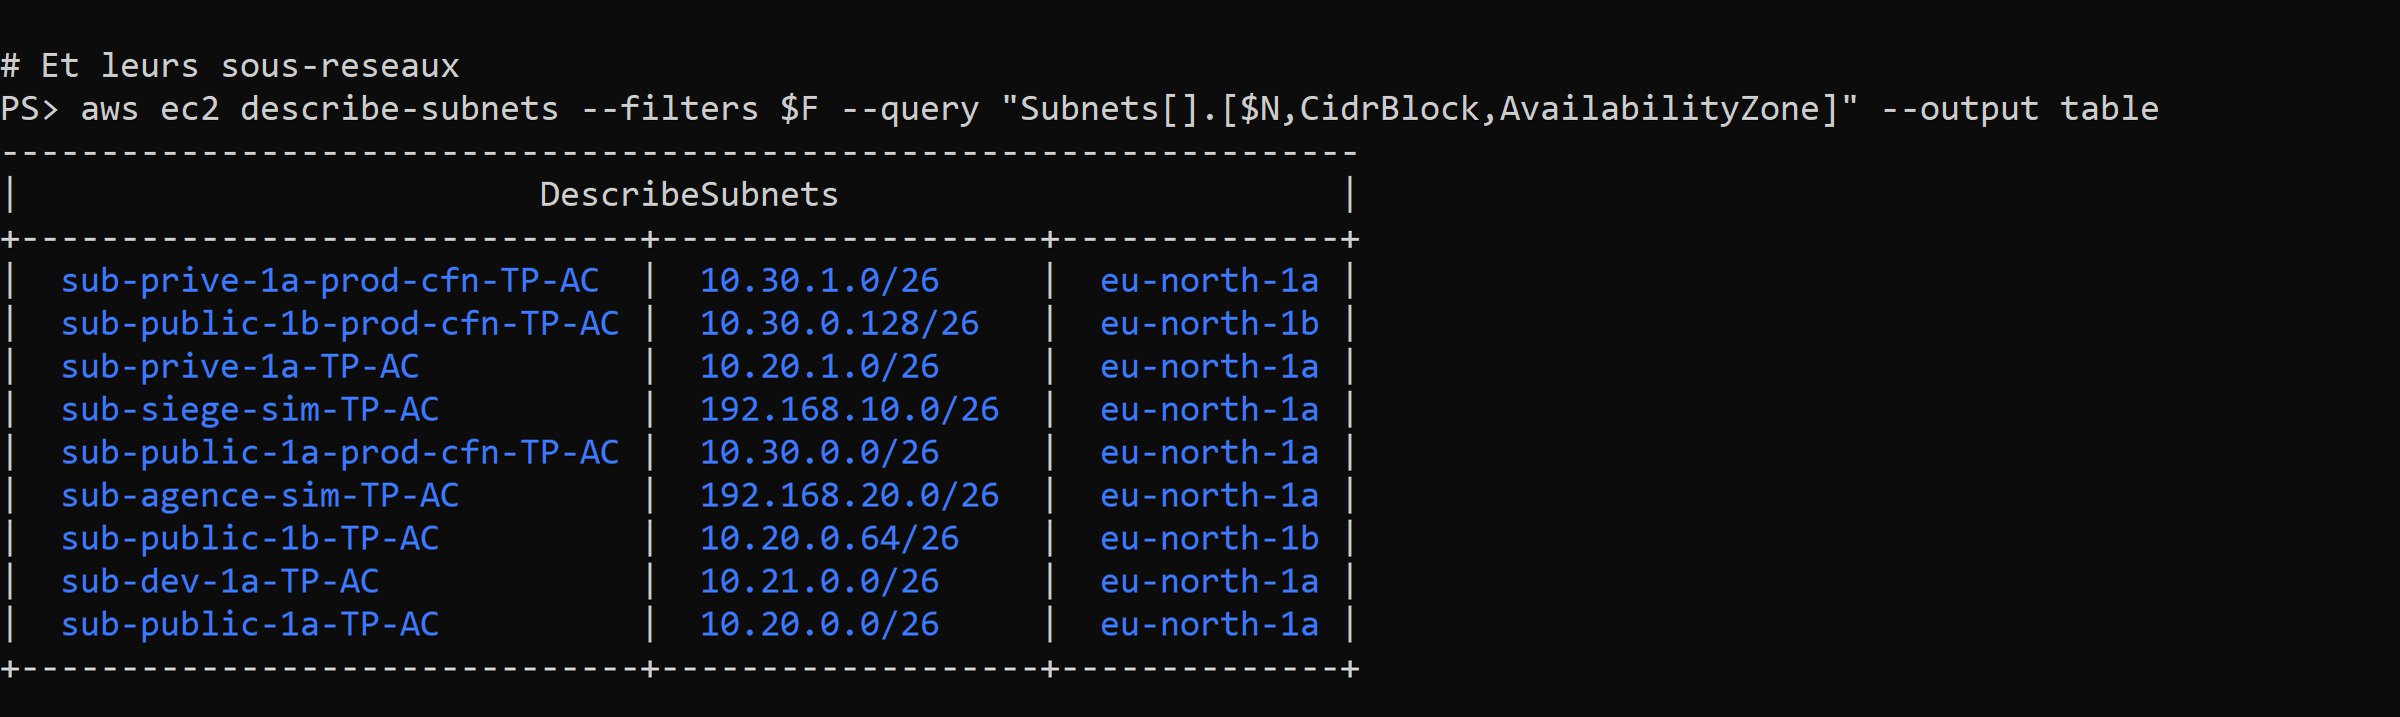 # Et leurs sous-reseaux
PS> aws ec2 describe-subnets --filters $F --query "Subnets[].[$N,CidrBlock,AvailabilityZone]" --output table
--------------------------------------------------------------------
|                          DescribeSubnets                         |
+-------------------------------+-------------------+--------------+
|  sub-prive-1a-prod-cfn-TP-AC  |  10.30.1.0/26     |  eu-north-1a |
|  sub-public-1b-prod-cfn-TP-AC |  10.30.0.128/26   |  eu-north-1b |
|  sub-prive-1a-TP-AC           |  10.20.1.0/26     |  eu-north-1a |
|  sub-siege-sim-TP-AC          |  192.168.10.0/26  |  eu-north-1a |
|  sub-public-1a-prod-cfn-TP-AC |  10.30.0.0/26     |  eu-north-1a |
|  sub-agence-sim-TP-AC         |  192.168.20.0/26  |  eu-north-1a |
|  sub-public-1b-TP-AC          |  10.20.0.64/26    |  eu-north-1b |
|  sub-dev-1a-TP-AC             |  10.21.0.0/26     |  eu-north-1a |
|  sub-public-1a-TP-AC          |  10.20.0.0/26     |  eu-north-1a |
+-------------------------------+-------------------+--------------+